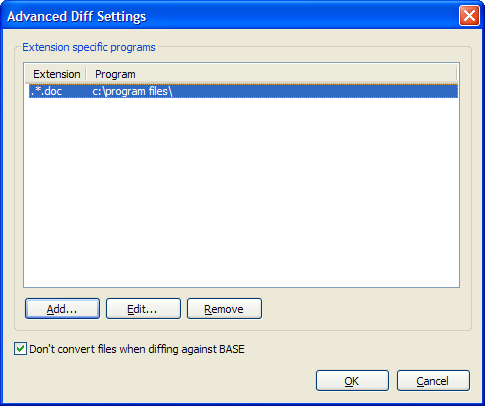 Advanced Diff Settings
Extension specific programs
Extension Program
.*.doc c:\program files\
Add... Edit... Remove
Don't convert files when diffing against BASE
OK Cancel